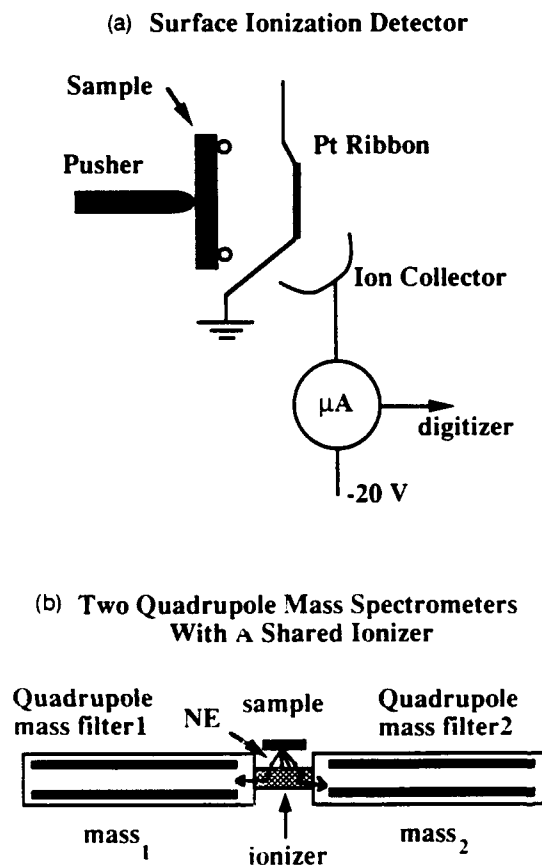 (a) Surface Ionization Detector
Sample
Pusher
Pt Ribbon
Ion Collector
µA
digitizer
-20 V
(b) Two Quadrupole Mass Spectrometers
With A Shared Ionizer
Quadrupole
mass filter1
NE
sample
Quadrupole
mass filter2
mass1
ionizer
mass2